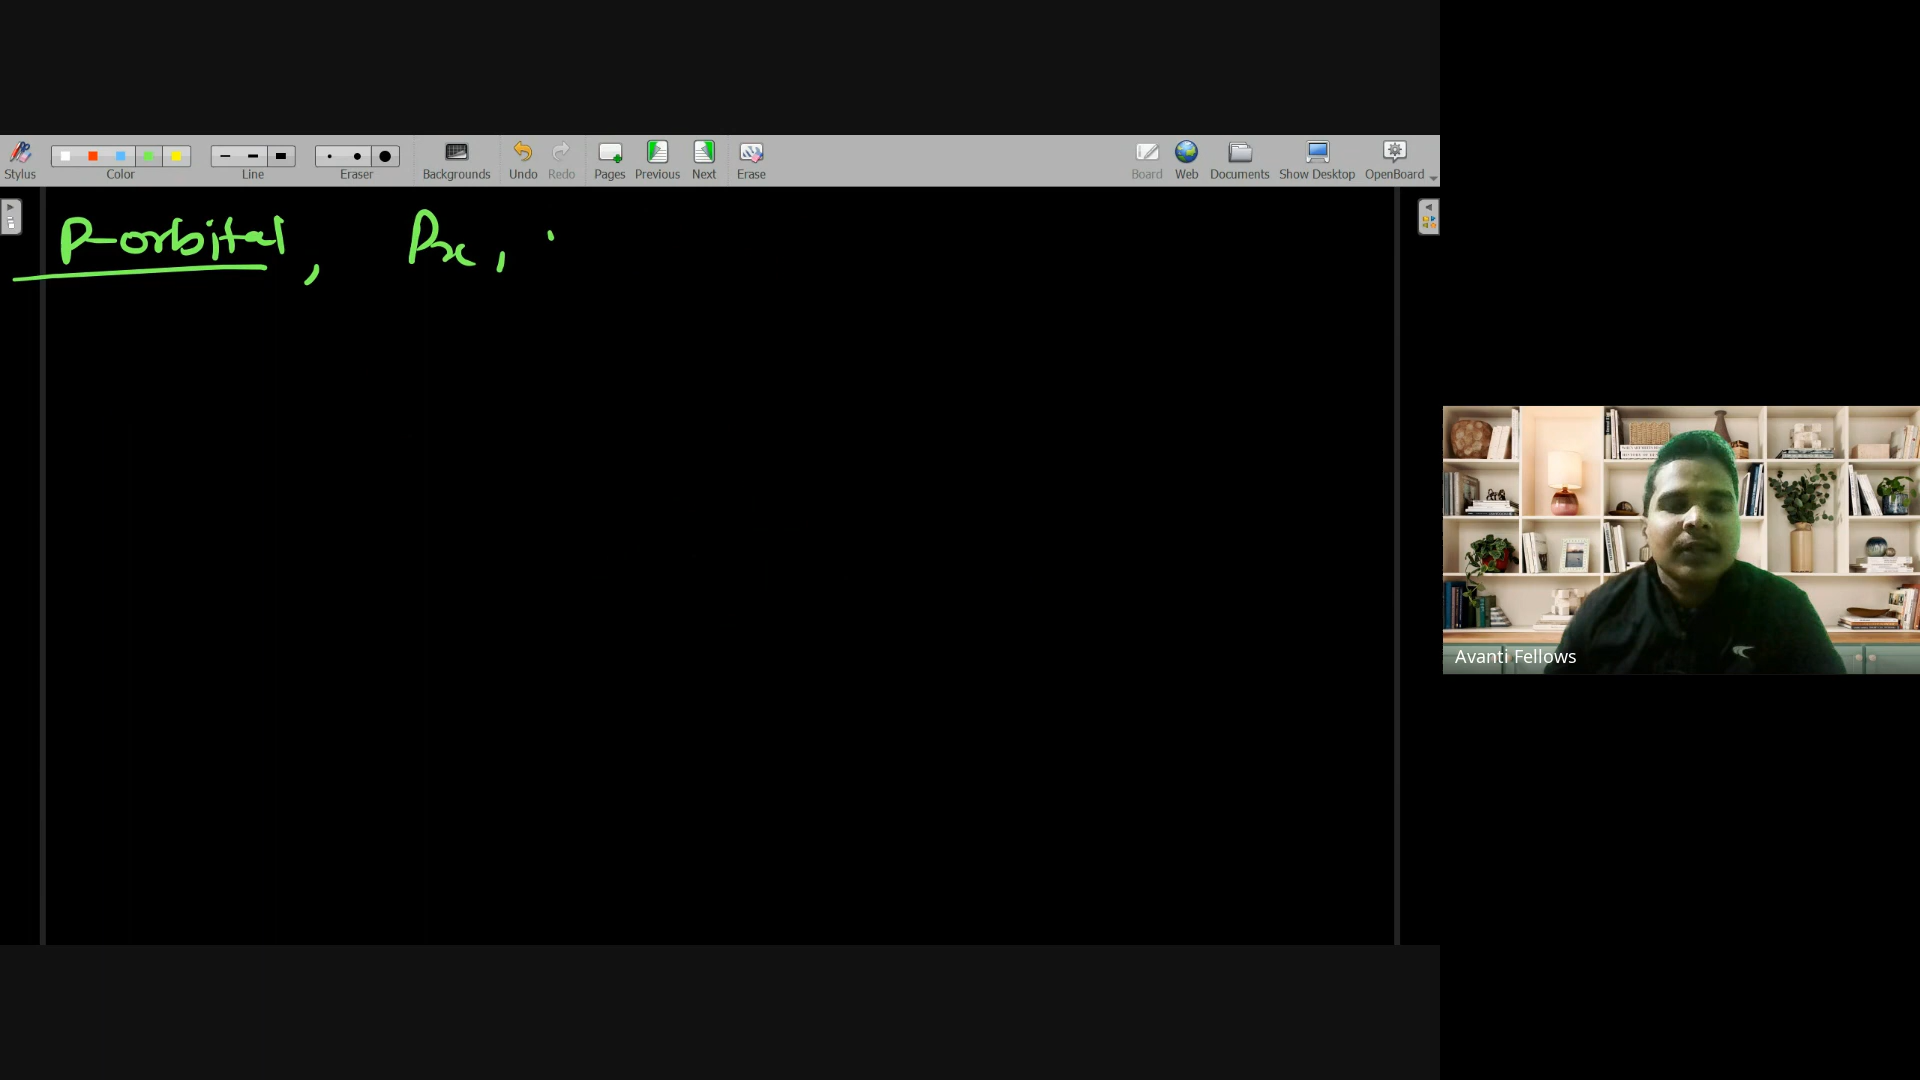 Stylus Color Line Eraser Backgrounds Undo Redo Pages Previous Next Erase Board Web Documents Show Desktop OpenBoard
P-orbital, Px,
Avanti Fellows